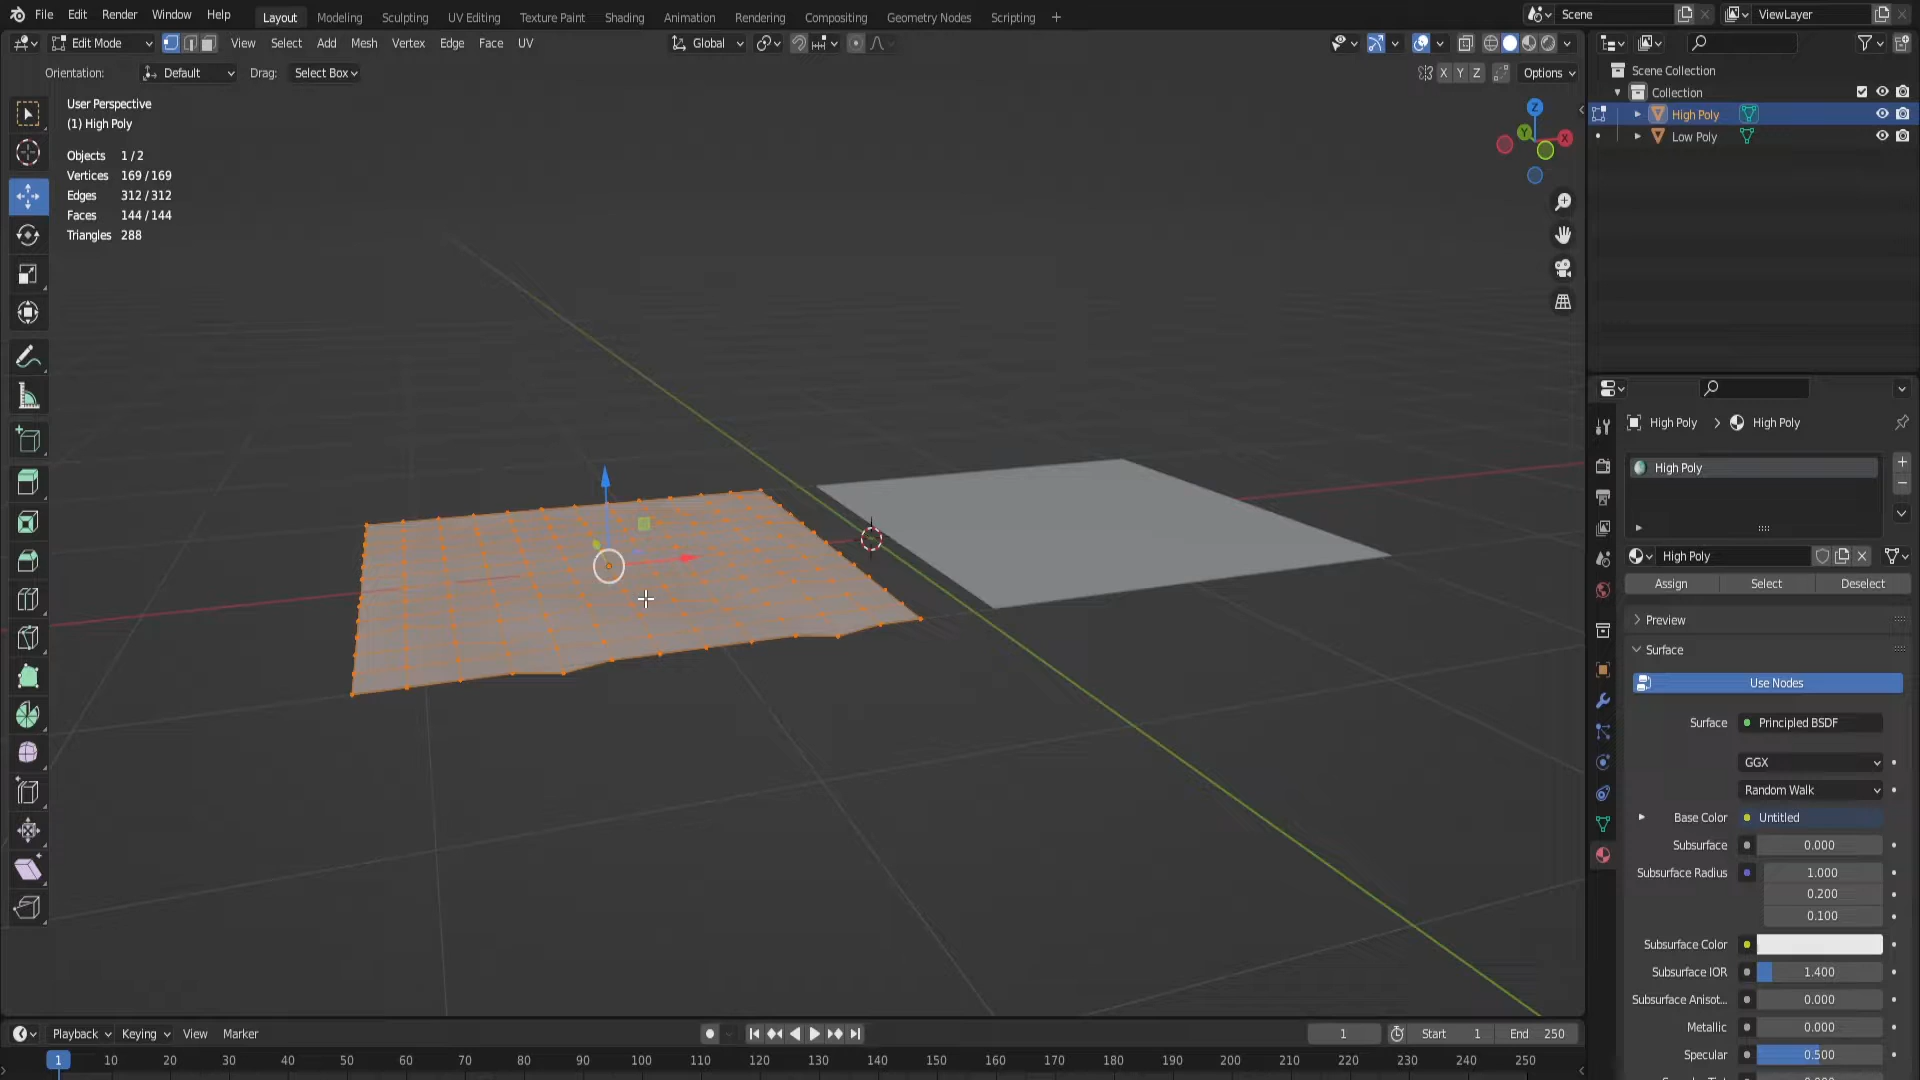 File Edit Render Window Help Layout Modeling Sculpting UV Editing Texture Paint Shading Animation Rendering Compositing Geometry Nodes Scripting + Scene ViewLayer
Edit Mode View Select Add Mesh Vertex Edge Face UV Global
Orientation: Default Drag: Select Box X Y Z Options
User Perspective
(1) High Poly
Objects 1 / 2
Vertices 169 / 169
Edges 312 / 312
Faces 144 / 144
Triangles 288
Z
Y
X
Scene Collection
Collection
High Poly
Low Poly
High Poly > High Poly
High Poly
High Poly
Assign Select Deselect
Preview
Surface
Use Nodes
Surface Principled BSDF
GGX
Random Walk
Base Color Untitled
Subsurface 0.000
Subsurface Radius 1.000
0.200
0.100
Subsurface Color
Subsurface IOR 1.400
Subsurface Anisot... 0.000
Metallic 0.000
Specular 0.500
Playback Keying View Marker 1 Start 1 End 250
1 10 20 30 40 50 60 70 80 90 100 110 120 130 140 150 160 170 180 190 200 210 220 230 240 250